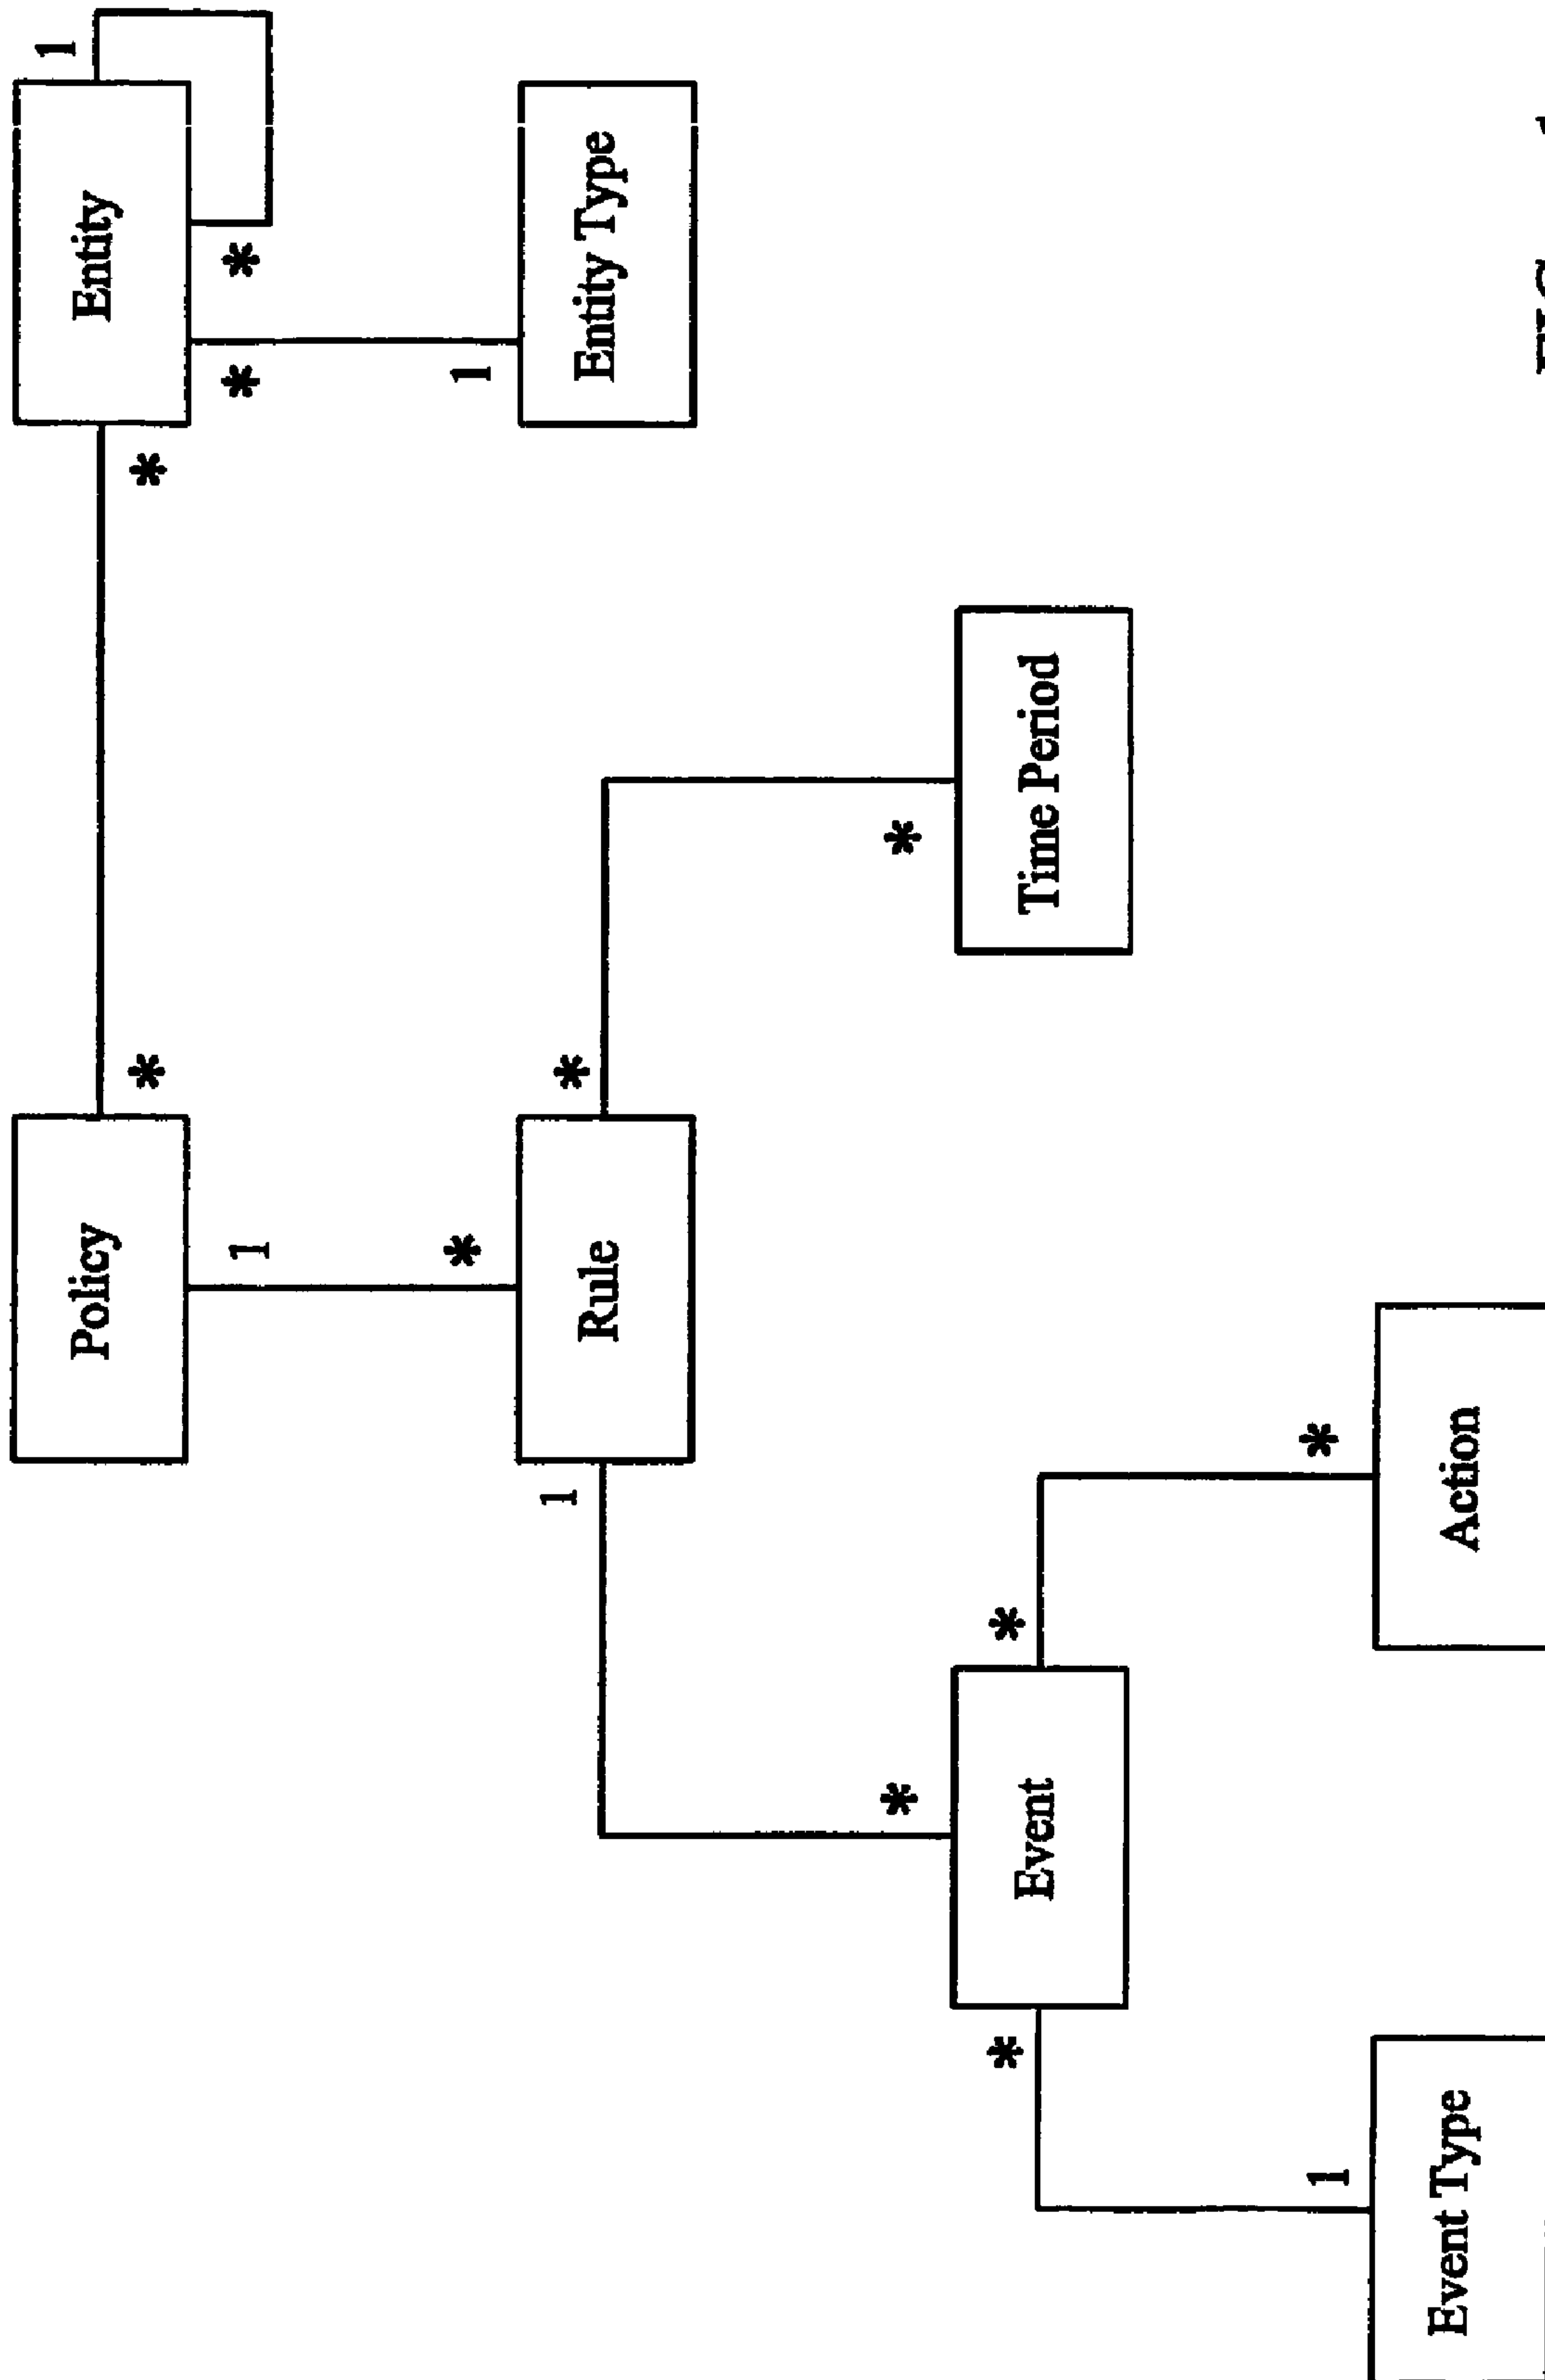 1
Policy
Entity
*
*
1
*
*
*
1
1
*
Rule
Entity Type
*
*
*
*
Event
Time Period
1
*
Event Type
Action